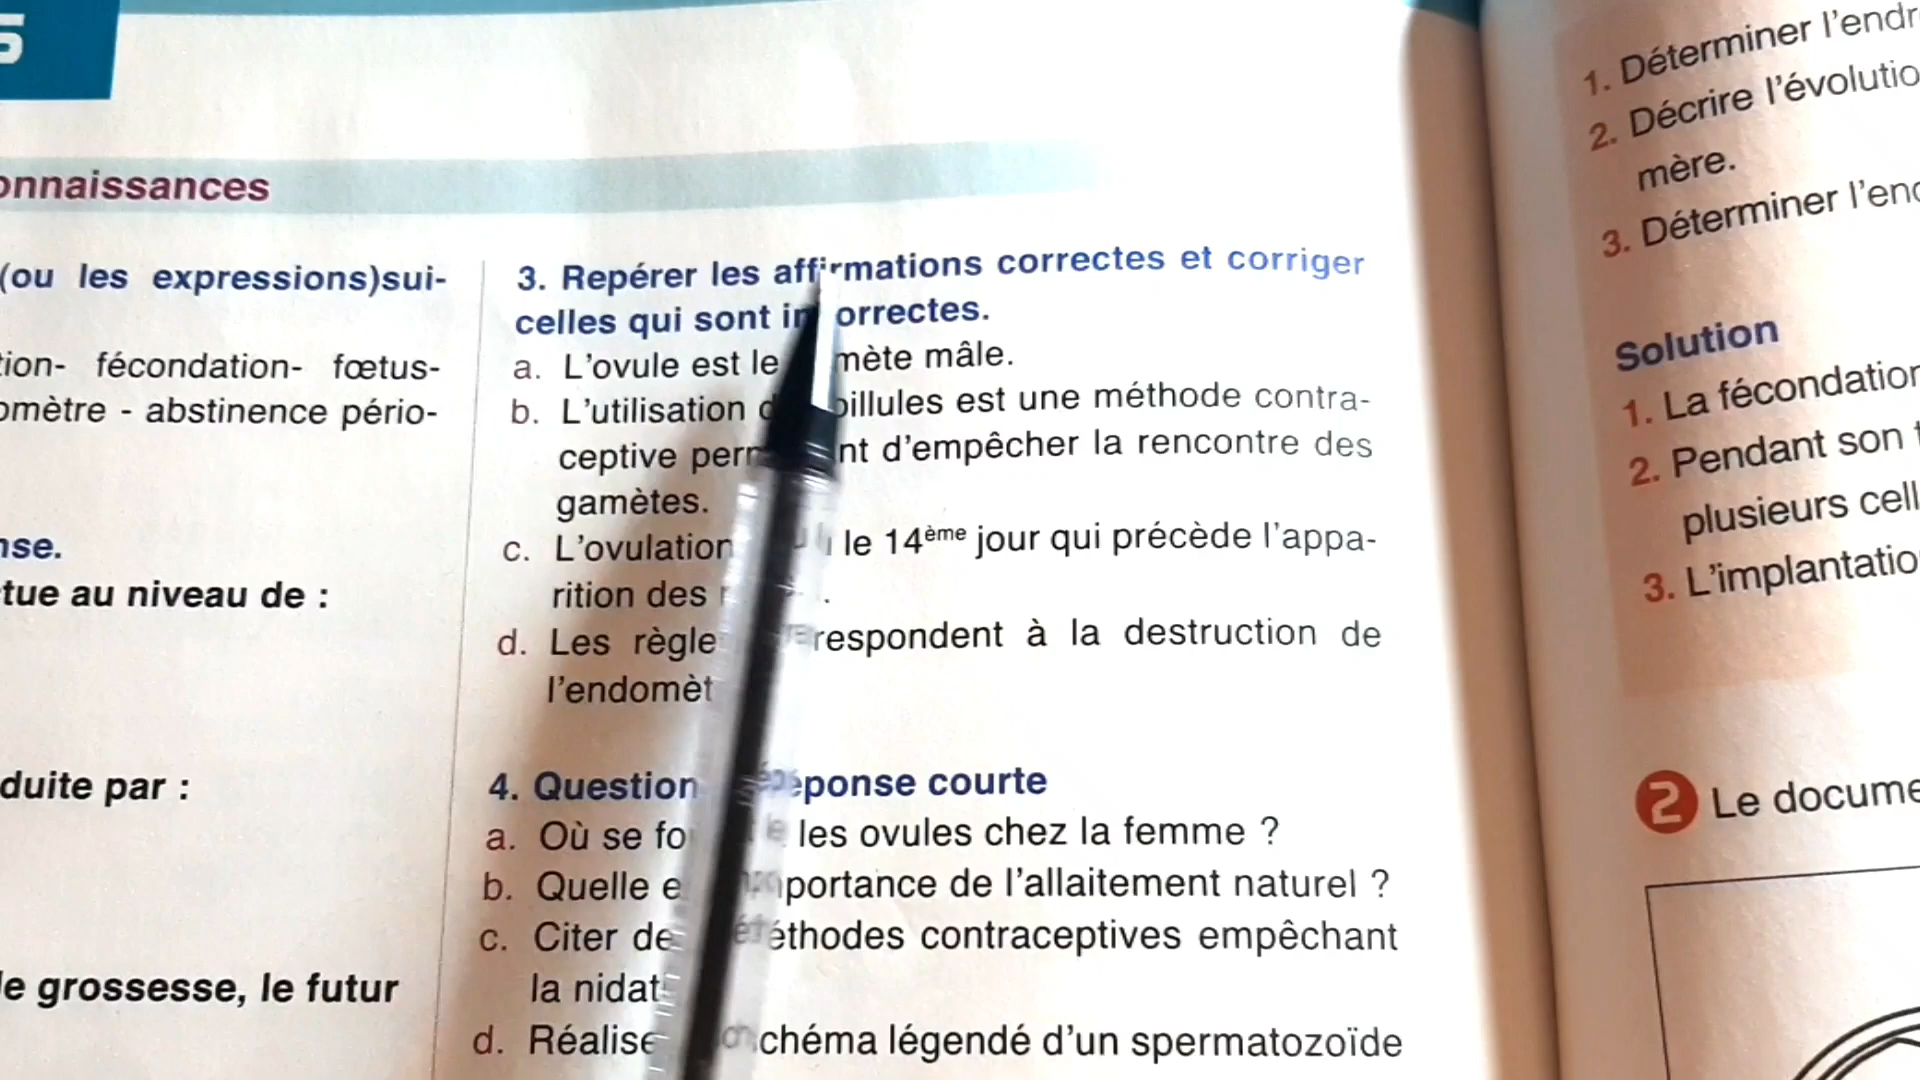 5
onnaissances
(ou les expressions)sui-
tion- fécondation- fœtus-
omètre - abstinence pério-
nse.
tue au niveau de :
duite par :
le grossesse, le futur
3. Repérer les affirmations correctes et corriger
celles qui sont in orrectes.
a. L'ovule est le mète mâle.
b. L'utilisation d pillules est une méthode contra-
ceptive perm nt d'empêcher la rencontre des
gamètes.
c. L'ovulation le 14ème jour qui précède l'appa-
rition des
d. Les règle respondent à la destruction de
l'endomèt
4. Question éponse courte
a. Où se fo les ovules chez la femme ?
b. Quelle e portance de l'allaitement naturel ?
c. Citer de éthodes contraceptives empêchant
la nidat
d. Réalise chéma légendé d'un spermatozoïde
1. Déterminer l'endr
2. Décrire l'évolutio
mère.
3. Déterminer l'end
Solution
1. La fécondation
2. Pendant son t
plusieurs cell
3. L'implantatio
2 Le docume